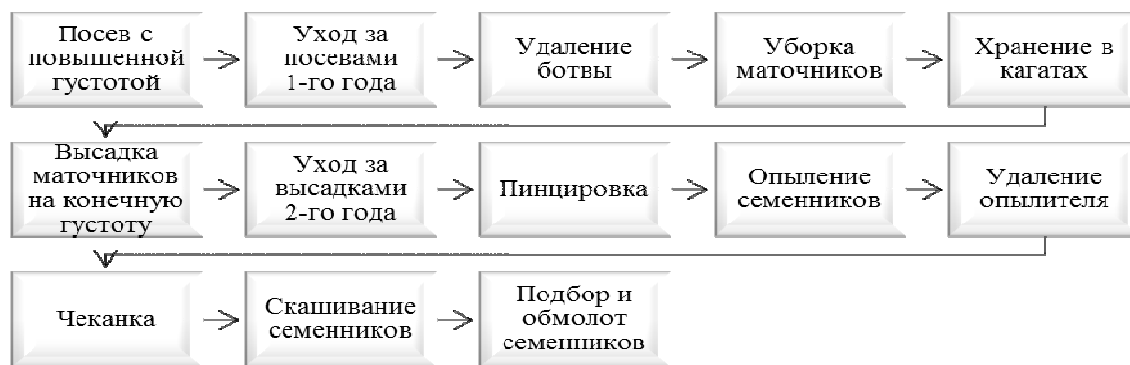 Посев с
повышенной
густотой
Уход за
посевами
1-го года
Удаление
ботвы
Уборка
маточников
Хранение в
кагатах
Высадка
маточников
на конечную
густоту
Уход за
высадками
2-го года
Пинцировка
Опыление
семенников
Удаление
опылителя
Чеканка
Скашивание
семенников
Подбор и
обмолот
семенников